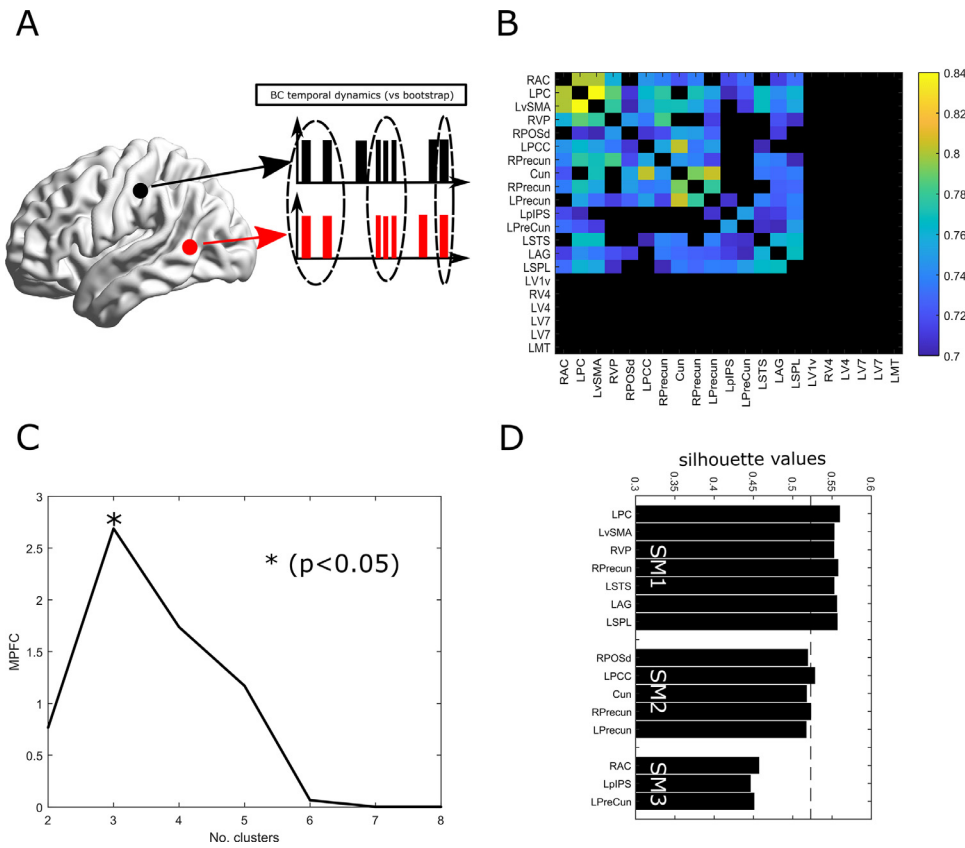 A
BC temporal dynamics (vs bootstrap)
B
RAC
LPC
LvSMA
RVP
RPOSd
LPCC
RPrecun
Cun
RPrecun
LPrecun
LpIPS
LPreCun
LSTS
LAG
LSPL
LV1v
RV4
LV4
LV7
LV7
LMT
RAC
LPC
LvSMA
RVP
RPOSd
LPCC
RPrecun
Cun
RPrecun
LPrecun
LpIPS
LPreCun
LSTS
LAG
LSPL
LV1v
RV4
LV4
LV7
LV7
LMT
0.84
0.82
0.8
0.78
0.76
0.74
0.72
0.7
C
MPFC
3
2.5
2
1.5
1
0.5
0
*
* (p<0.05)
2 3 4 5 6 7 8
No. clusters
D
silhouette values
0.3 0.35 0.4 0.45 0.5 0.55 0.6
LPC
LvSMA
RVP
RPrecun
LSTS
LAG
LSPL
SM1
RPOSd
LPCC
Cun
RPrecun
LPrecun
SM2
RAC
LpIPS
LPreCun
SM3